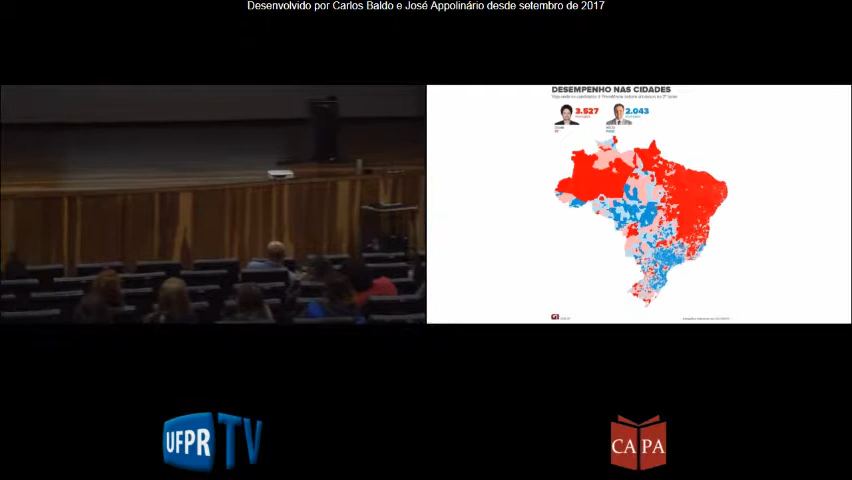 Desenvolvido por Carlos Baldo e José Appolinário desde setembro de 2017
DESEMPENHO NAS CIDADES
3.527
2.043
G1
UFPR TV
CAPA